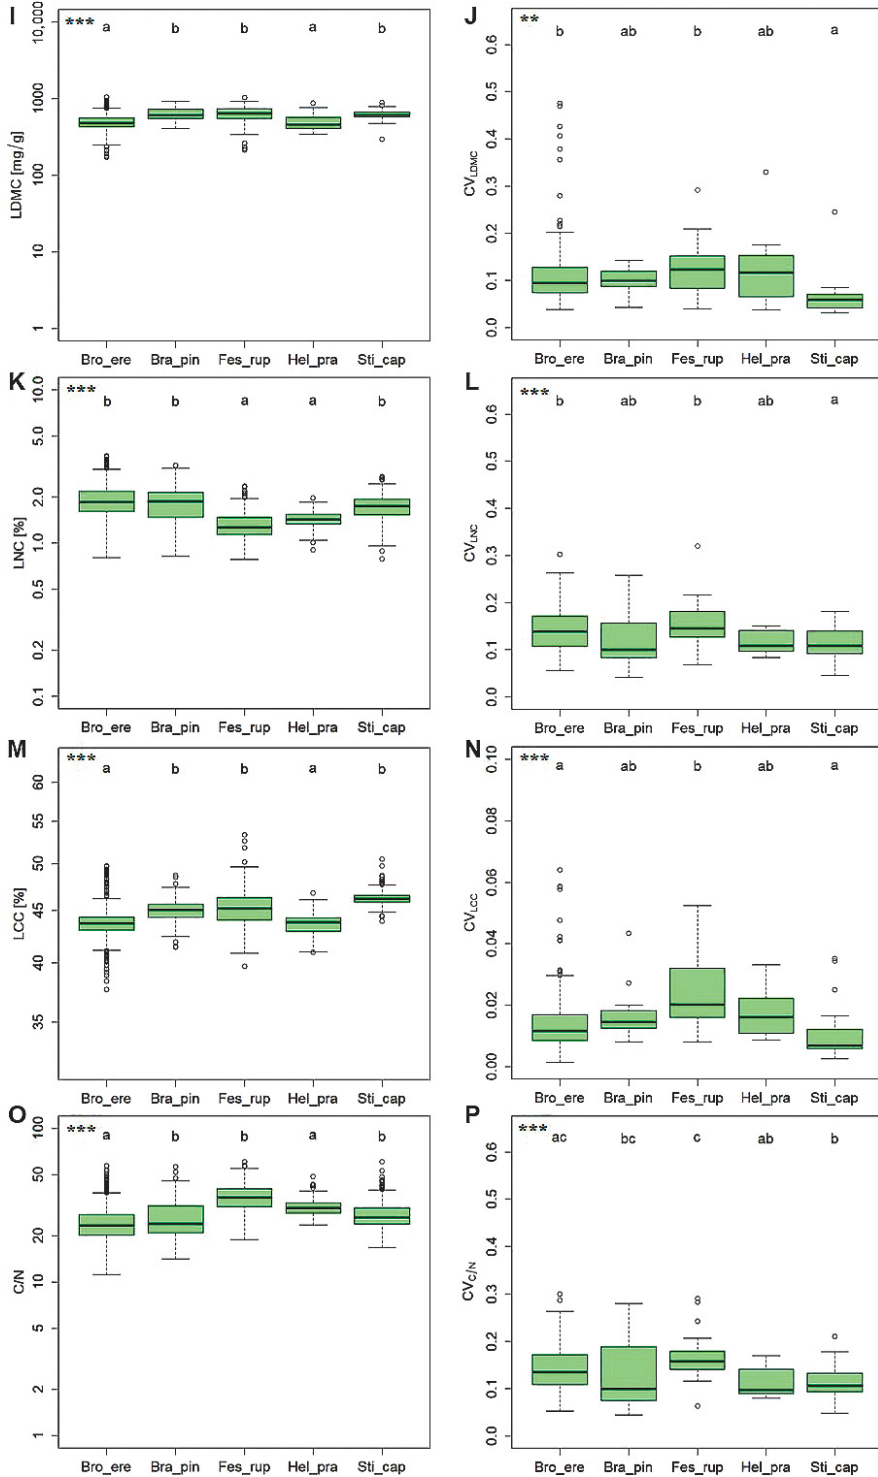 I
***
a b b a b
10,000
1000
100
10
1
LDMC [mg/g]
Bro_ere Bra_pin Fes_rup Hel_pra Sti_cap
J
**
b ab b ab a
0.6
0.5
0.4
0.3
0.2
0.1
0.0
CV LDMC
Bro_ere Bra_pin Fes_rup Hel_pra Sti_cap
K
***
b b a a b
10.0
5.0
2.0
1.0
0.5
0.2
0.1
LNC [%]
Bro_ere Bra_pin Fes_rup Hel_pra Sti_cap
L
***
b ab b ab a
0.6
0.5
0.4
0.3
0.2
0.1
0.0
CV LNC
Bro_ere Bra_pin Fes_rup Hel_pra Sti_cap
M
***
a b b a b
60
55
50
45
40
35
LCC [%]
Bro_ere Bra_pin Fes_rup Hel_pra Sti_cap
N
***
a ab b ab a
0.10
0.08
0.06
0.04
0.02
0.00
CV LCC
Bro_ere Bra_pin Fes_rup Hel_pra Sti_cap
O
***
a b b a b
100
50
20
10
5
2
1
C/N
Bro_ere Bra_pin Fes_rup Hel_pra Sti_cap
P
***
ac bc c ab b
0.6
0.5
0.4
0.3
0.2
0.1
0.0
CV C/N
Bro_ere Bra_pin Fes_rup Hel_pra Sti_cap